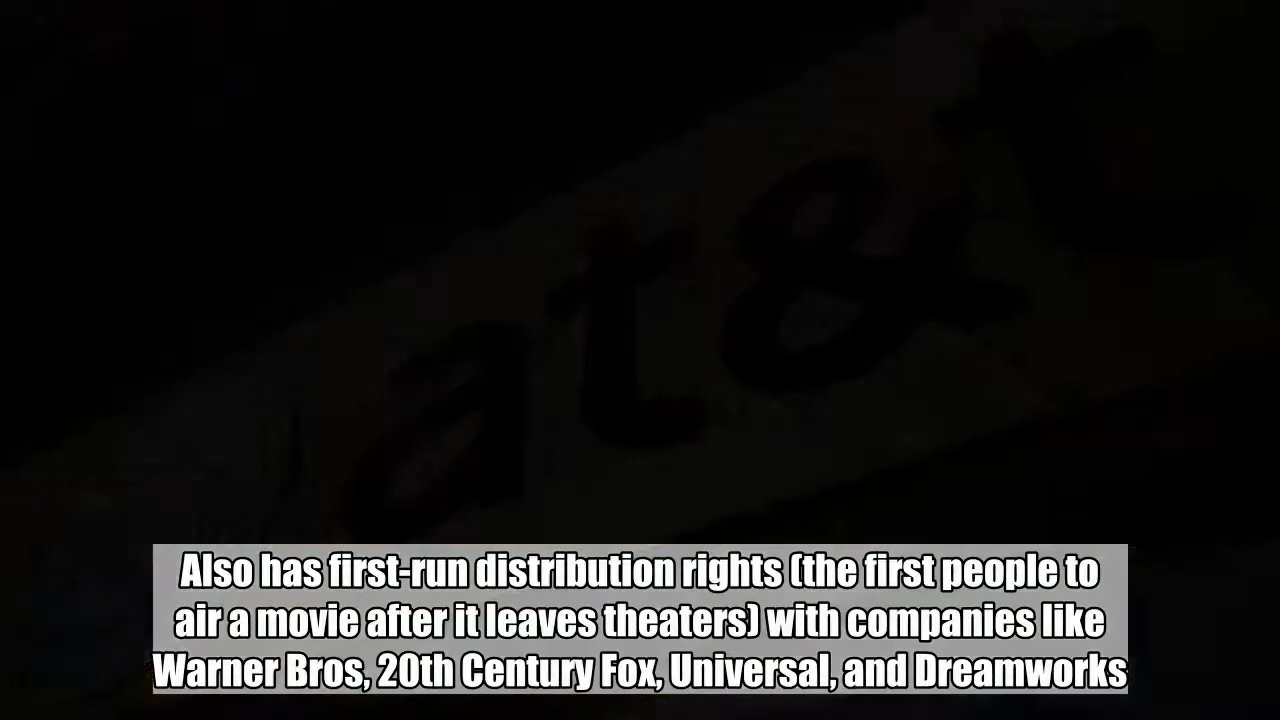 at&t
Also has first-run distribution rights (the first people to
air a movie after it leaves theaters) with companies like
Warner Bros, 20th Century Fox, Universal, and Dreamworks